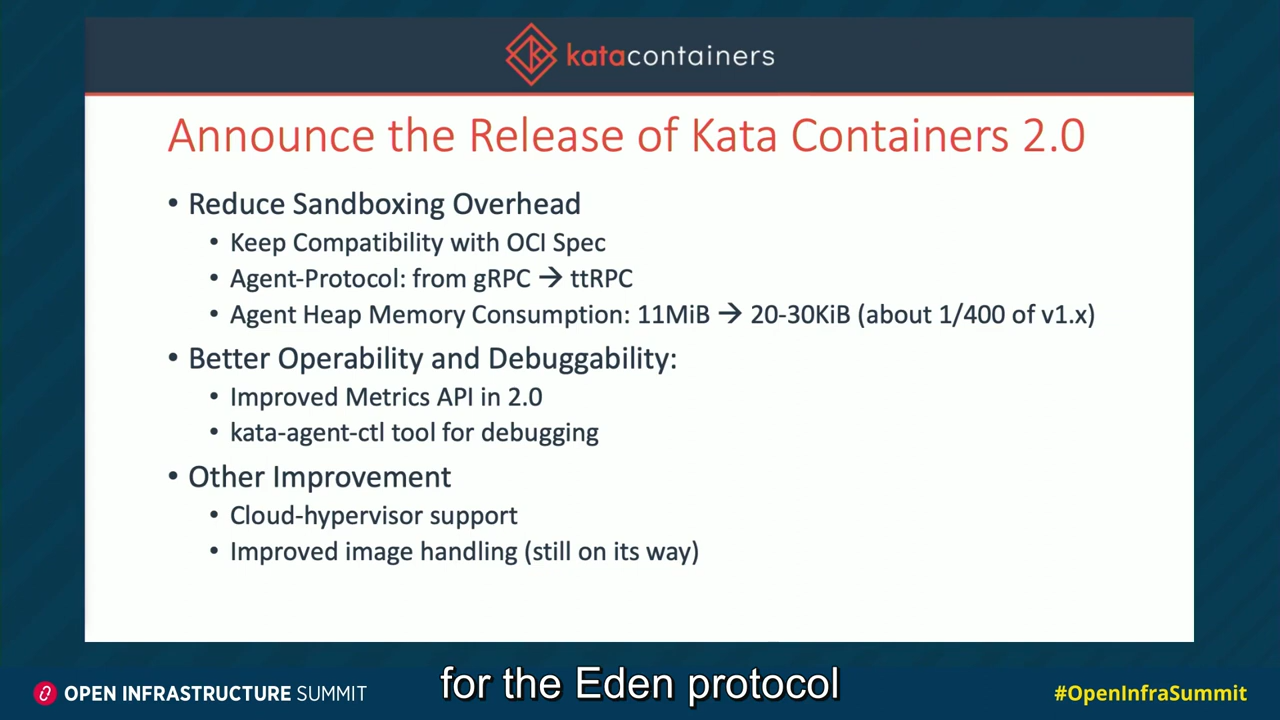 katacontainers
Announce the Release of Kata Containers 2.0
• Reduce Sandboxing Overhead
• Keep Compatibility with OCI Spec
• Agent-Protocol: from gRPC → ttRPC
• Agent Heap Memory Consumption: 11MiB → 20-30KiB (about 1/400 of v1.x)
• Better Operability and Debuggability:
• Improved Metrics API in 2.0
• kata-agent-ctl tool for debugging
• Other Improvement
• Cloud-hypervisor support
• Improved image handling (still on its way)
OPEN INFRASTRUCTURE SUMMIT
for the Eden protocol
#OpenInfraSummit